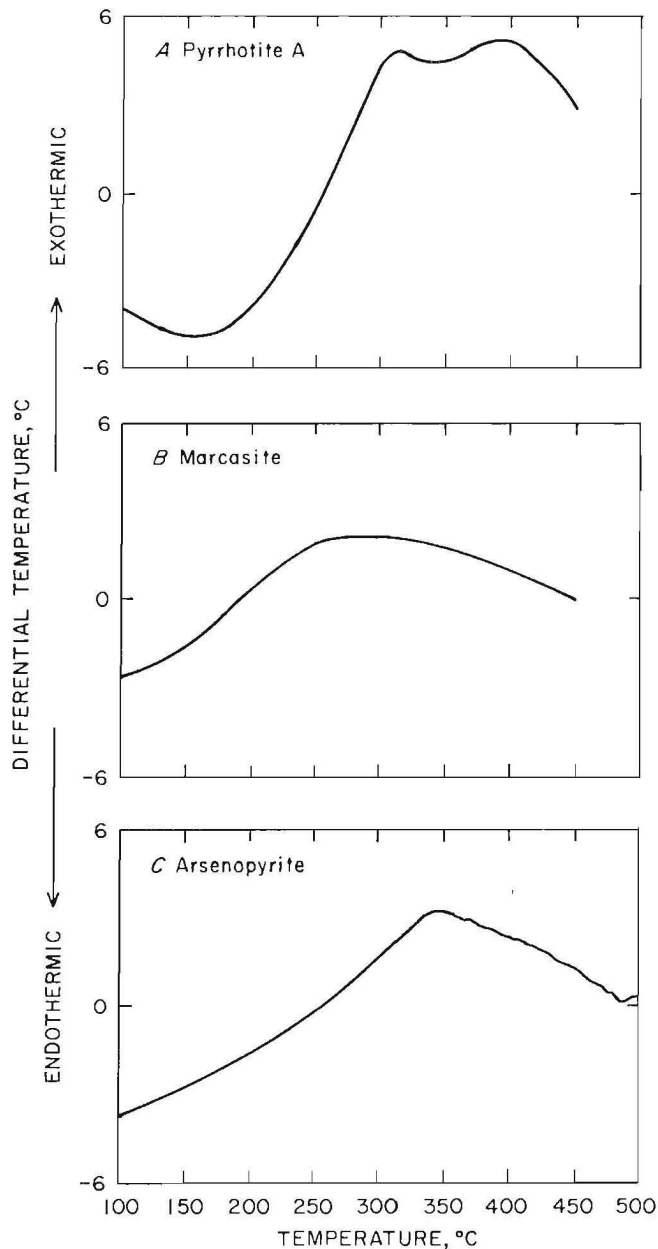 DIFFERENTIAL TEMPERATURE, °C
EXOTHERMIC
ENDOTHERMIC
6
A Pyrrhotite A
0
-6
6
B Marcasite
0
-6
6
C Arsenopyrite
0
-6
100 150 200 250 300 350 400 450 500
TEMPERATURE, °C